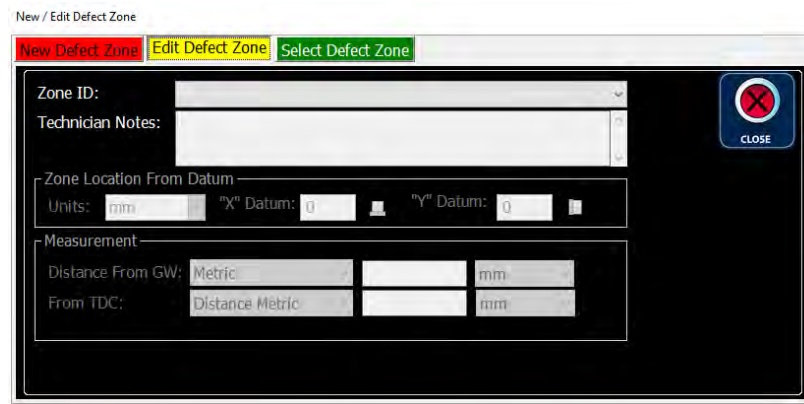 New / Edit Defect Zone
New Defect Zone Edit Defect Zone Select Defect Zone
Zone ID:
Technician Notes:
CLOSE
Zone Location From Datum
Units: mm "X" Datum: 0 "Y" Datum: 0
Measurement
Distance From GW: Metric mm
From TDC: Distance Metric mm